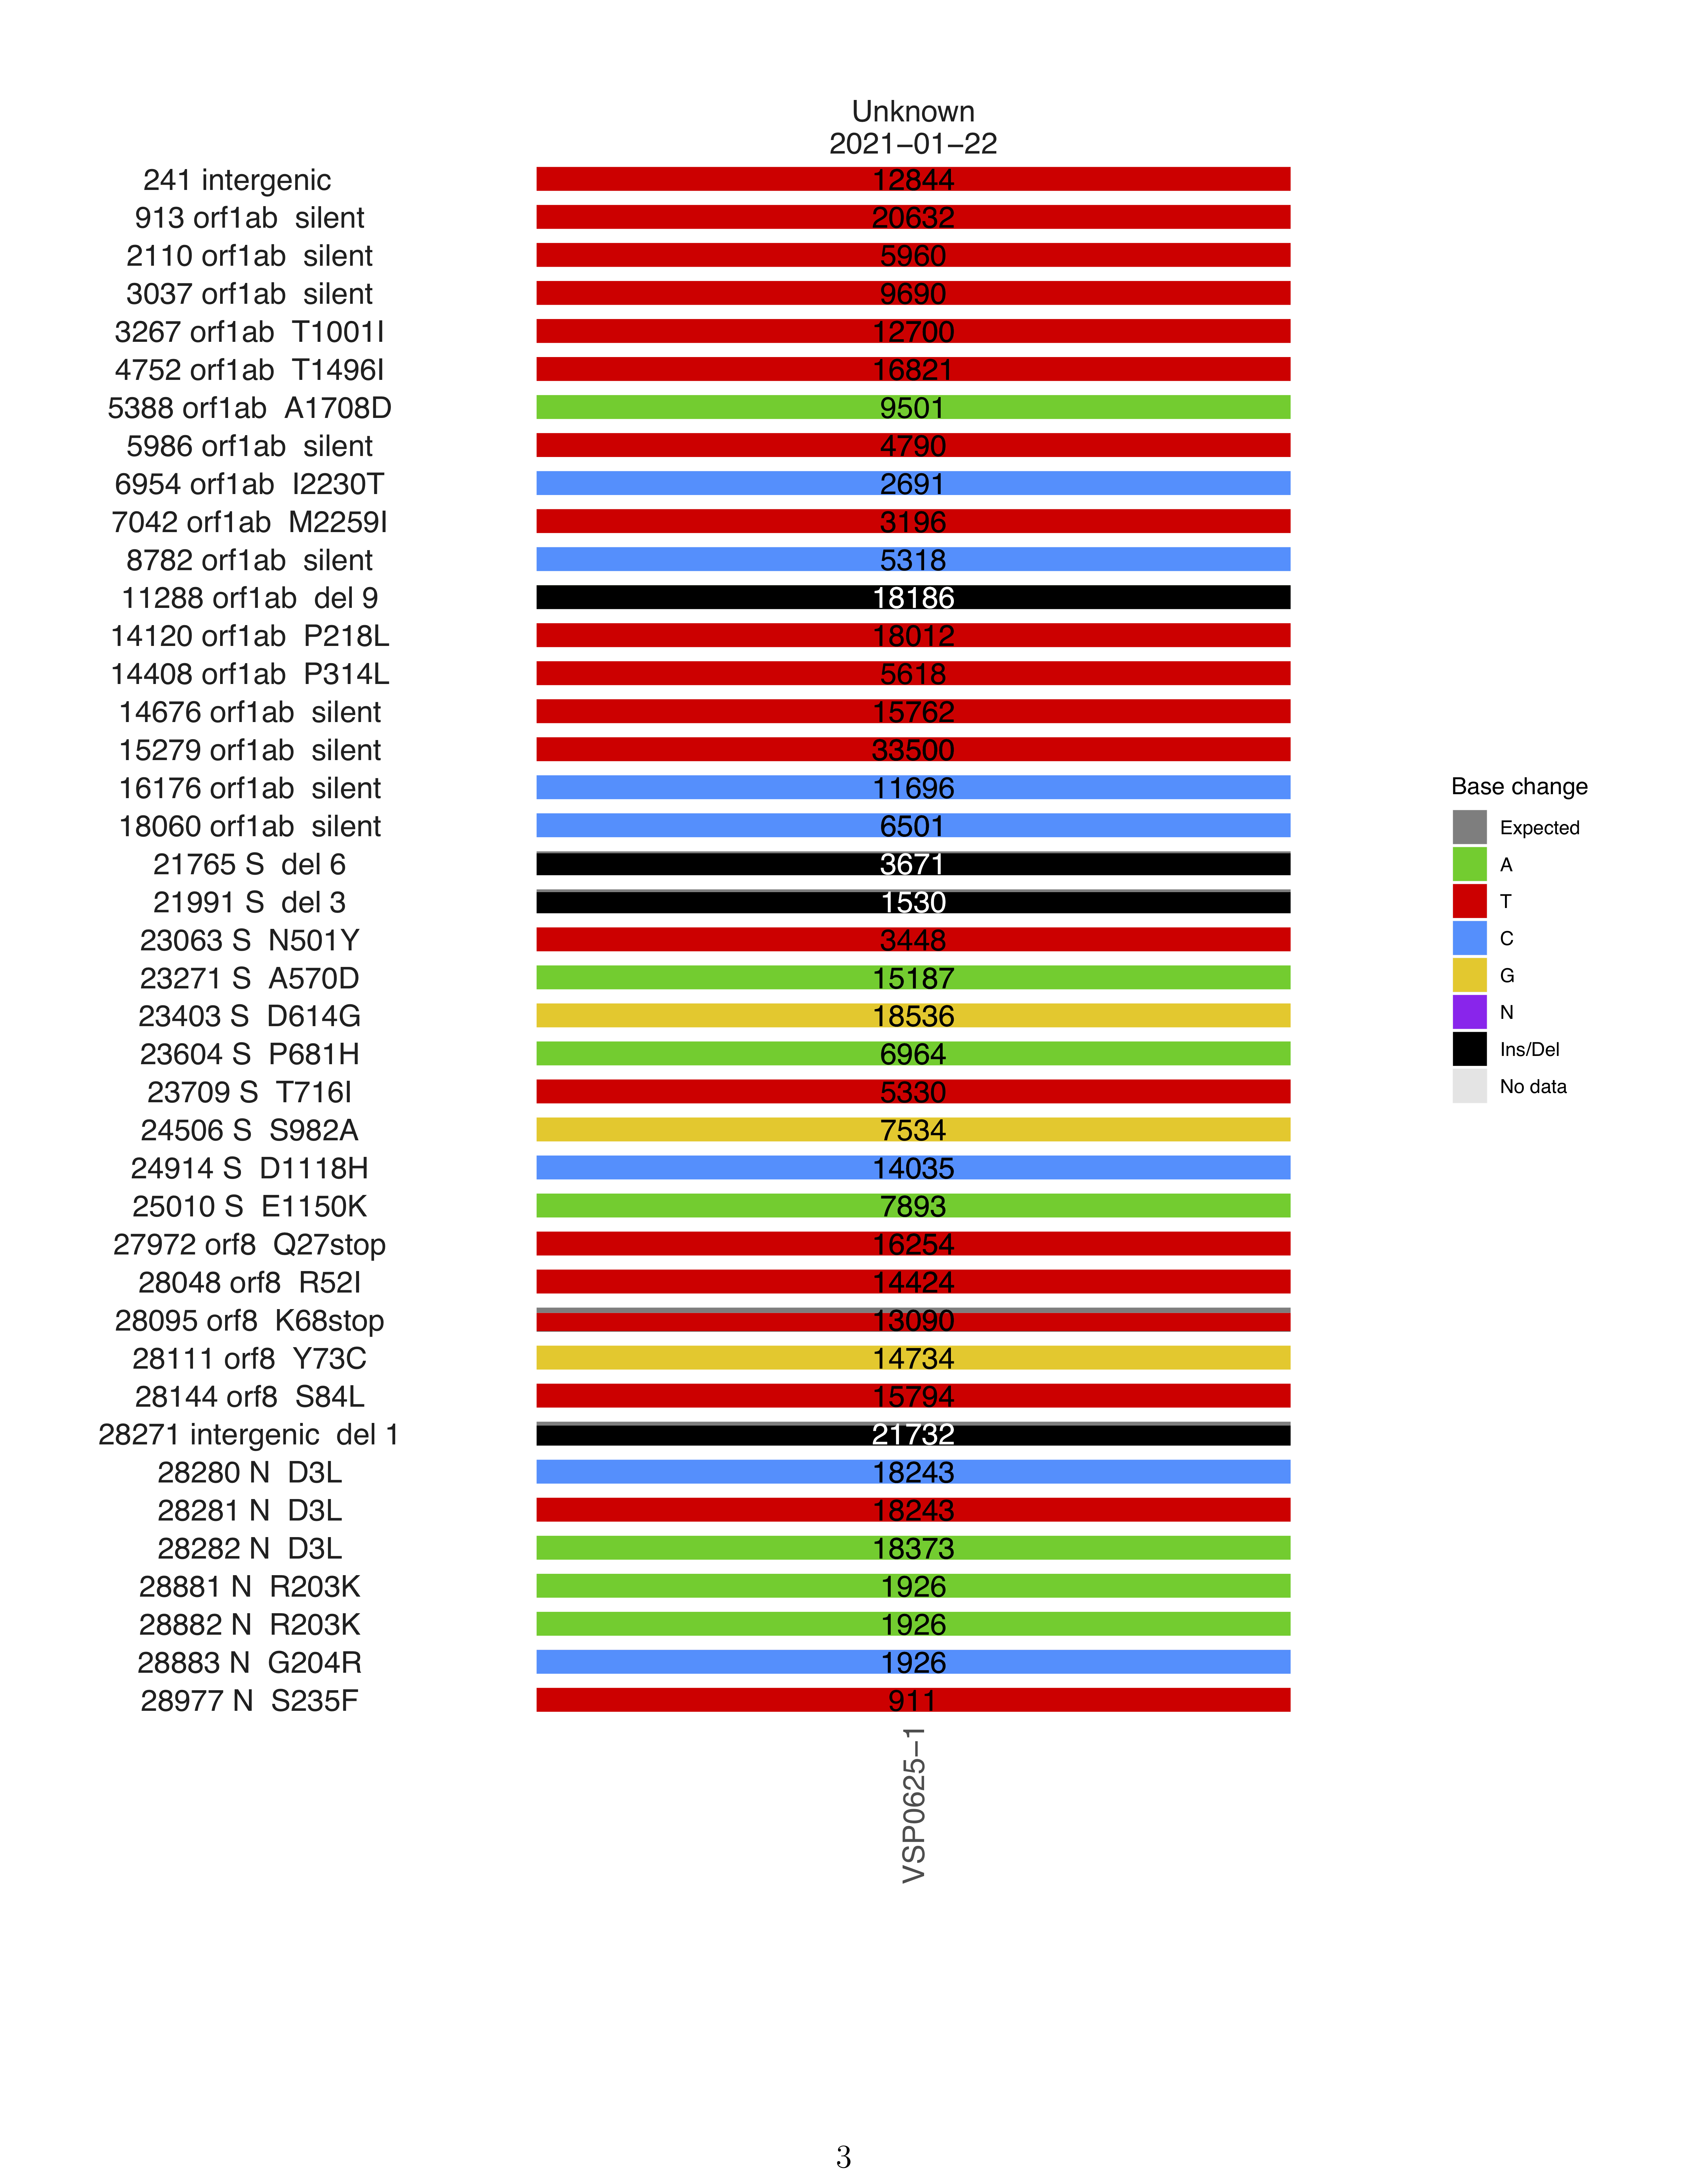 Unknown
2021−01−22
241 intergenic 12844
913 orf1ab silent 20632
2110 orf1ab silent 5960
3037 orf1ab silent 9690
3267 orf1ab T1001I 12700
4752 orf1ab T1496I 16821
5388 orf1ab A1708D 9501
5986 orf1ab silent 4790
6954 orf1ab I2230T 2691
7042 orf1ab M2259I 3196
8782 orf1ab silent 5318
11288 orf1ab del 9 18186
14120 orf1ab P218L 18012
14408 orf1ab P314L 5618
14676 orf1ab silent 15762
15279 orf1ab silent 33500
16176 orf1ab silent 11696
18060 orf1ab silent 6501
21765 S del 6 3671
21991 S del 3 1530
23063 S N501Y 3448
23271 S A570D 15187
23403 S D614G 18536
23604 S P681H 6964
23709 S T716I 5330
24506 S S982A 7534
24914 S D1118H 14035
25010 S E1150K 7893
27972 orf8 Q27stop 16254
28048 orf8 R52I 14424
28095 orf8 K68stop 13090
28111 orf8 Y73C 14734
28144 orf8 S84L 15794
28271 intergenic del 1 21732
28280 N D3L 18243
28281 N D3L 18243
28282 N D3L 18373
28881 N R203K 1926
28882 N R203K 1926
28883 N G204R 1926
28977 N S235F 911
VSP0625−1
Base change
Expected
A
T
C
G
N
Ins/Del
No data
3